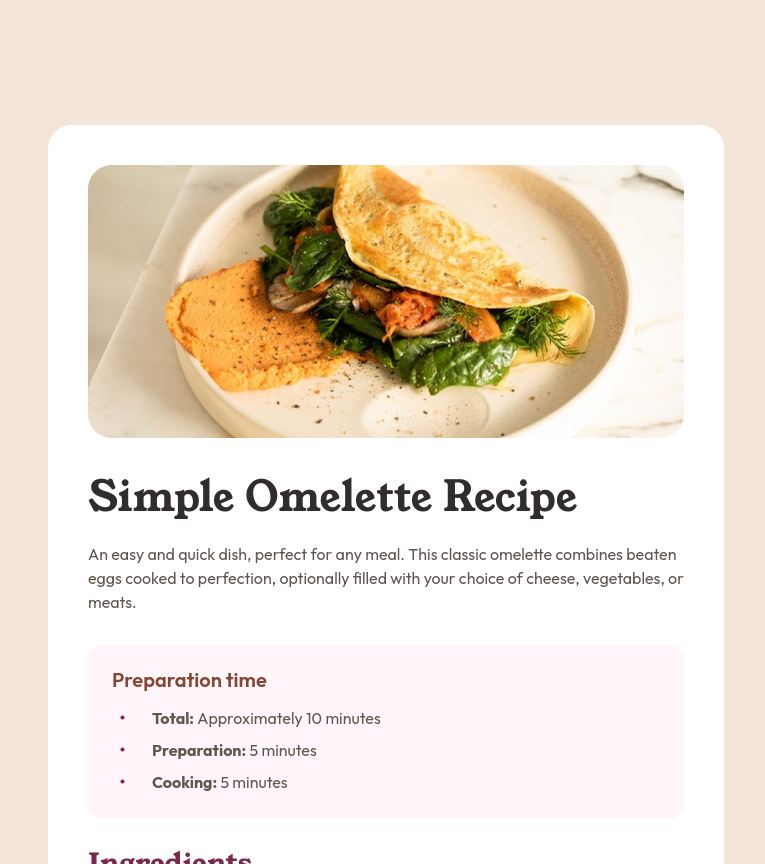 Simple Omelette Recipe
An easy and quick dish, perfect for any meal. This classic omelette combines beaten
eggs cooked to perfection, optionally filled with your choice of cheese, vegetables, or
meats.
Preparation time
• Total: Approximately 10 minutes
• Preparation: 5 minutes
• Cooking: 5 minutes
Ingredients